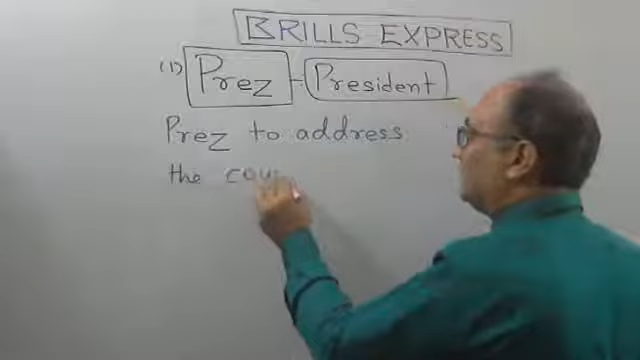 BRILLS EXPRESS
(1) Prez - President
Prez to address
the cou